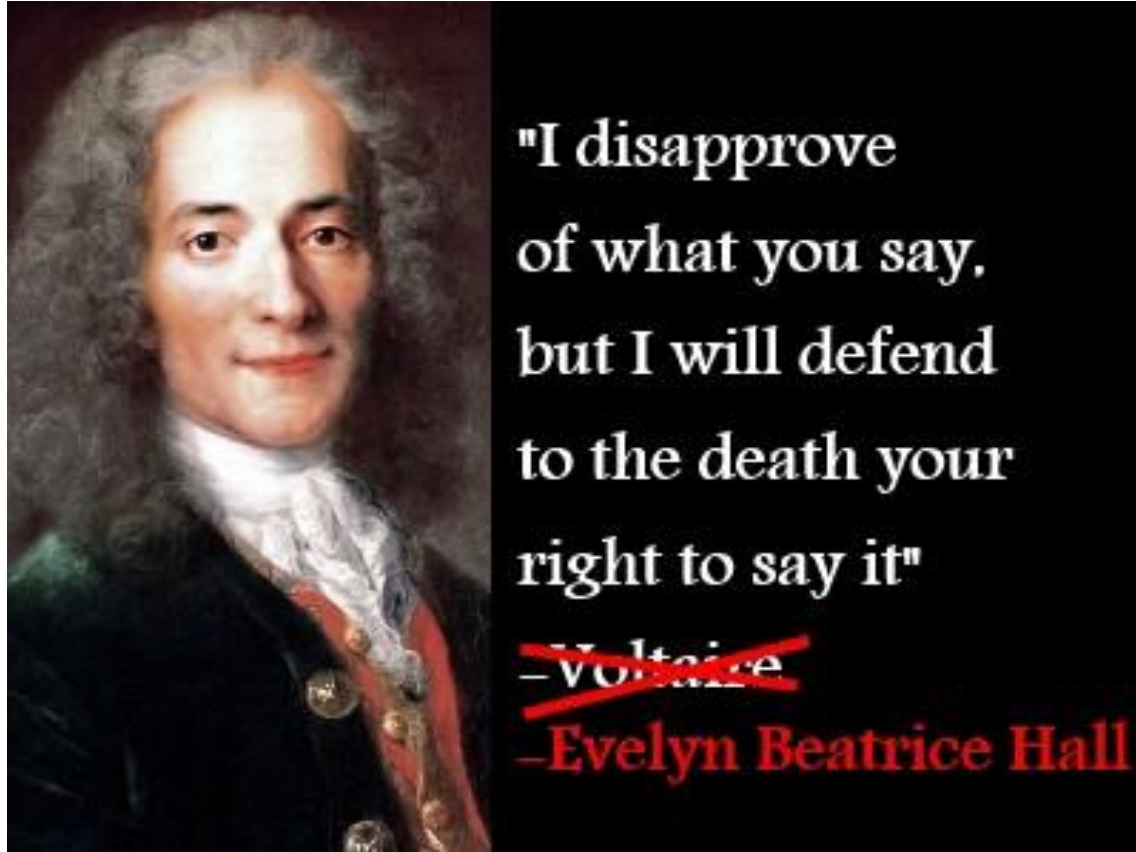 "I disapprove
of what you say,
but I will defend
to the death your
right to say it"
–Voltaire
–Evelyn Beatrice Hall